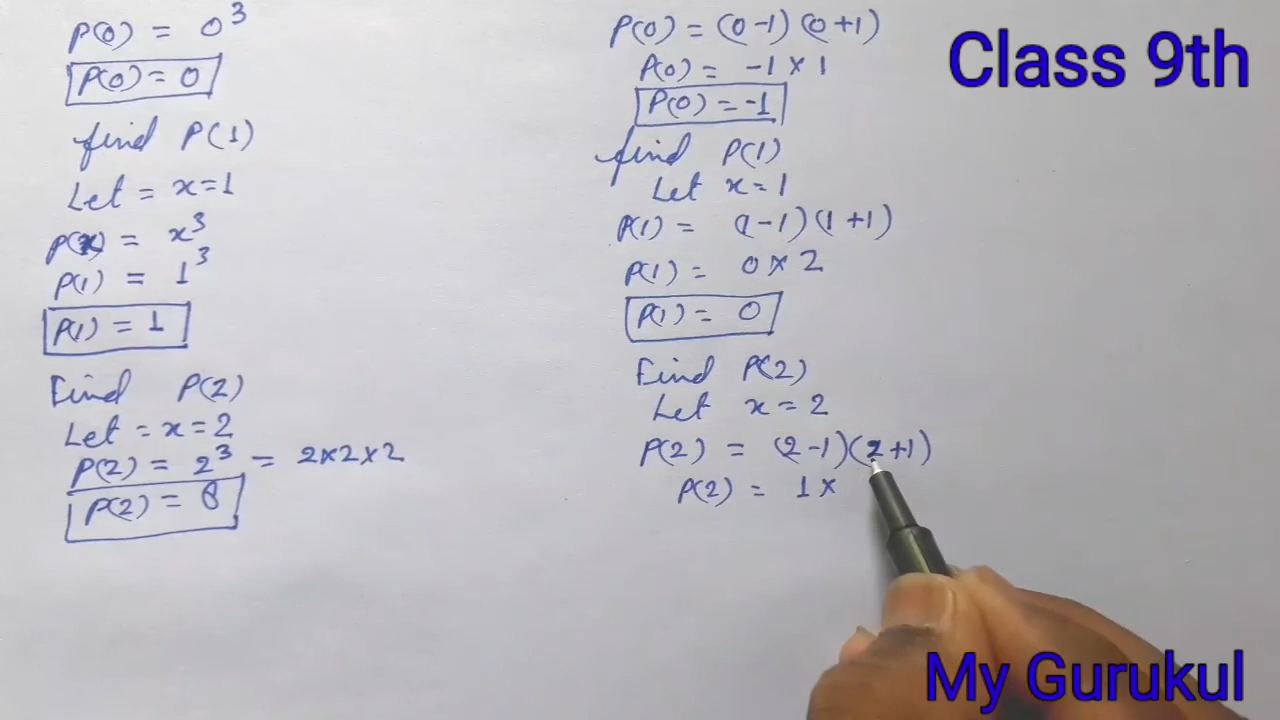 P(0) = 0³
P(0) = 0
find P(1)
Let = x=1
P(x) = x³
P(1) = 1³
P(1) = 1
Find P(2)
Let = x=2
P(2) = 2³ = 2×2×2
P(2) = 8
P(0) = (0-1) (0+1)
P(0) = -1 × 1
P(0) = -1
find P(1)
Let x=1
P(1) = (1-1)(1+1)
P(1) = 0×2
P(1) = 0
Find P(2)
Let x=2
P(2) = (2-1)(2+1)
P(2) = 1×
Class 9th
My Gurukul